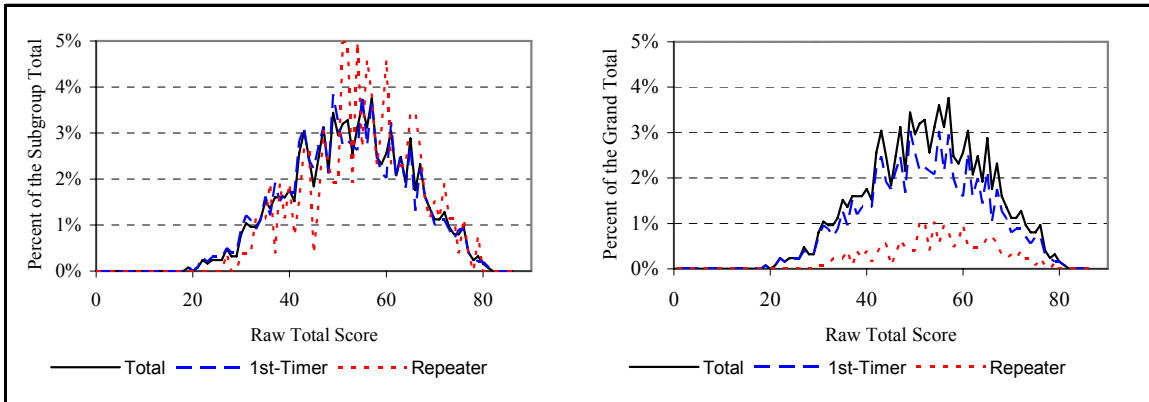 Percent of the Subgroup Total
5%
4%
3%
2%
1%
0%
0 20 40 60 80
Raw Total Score
Total 1st-Timer Repeater
Percent of the Grand Total
5%
4%
3%
2%
1%
0%
0 20 40 60 80
Raw Total Score
Total 1st-Timer Repeater